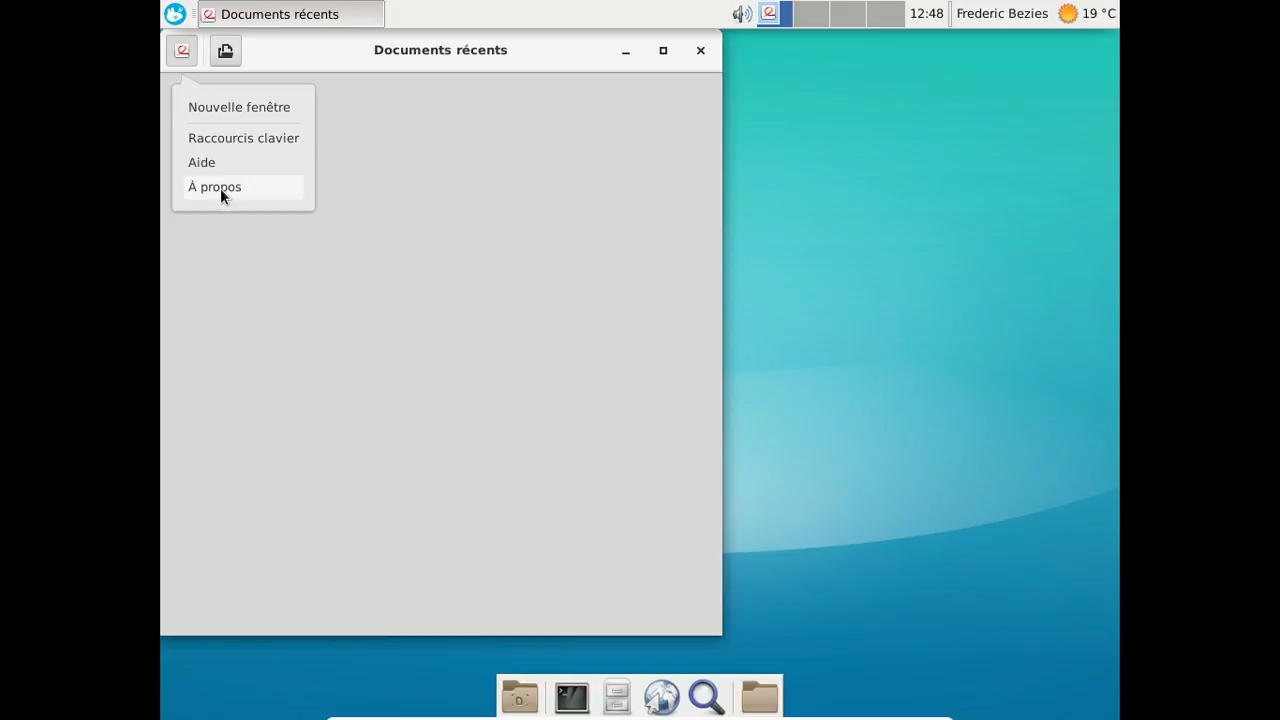 Documents récents
12:48
Frederic Bezies
19 °C
Documents récents
Nouvelle fenêtre
Raccourcis clavier
Aide
À propos